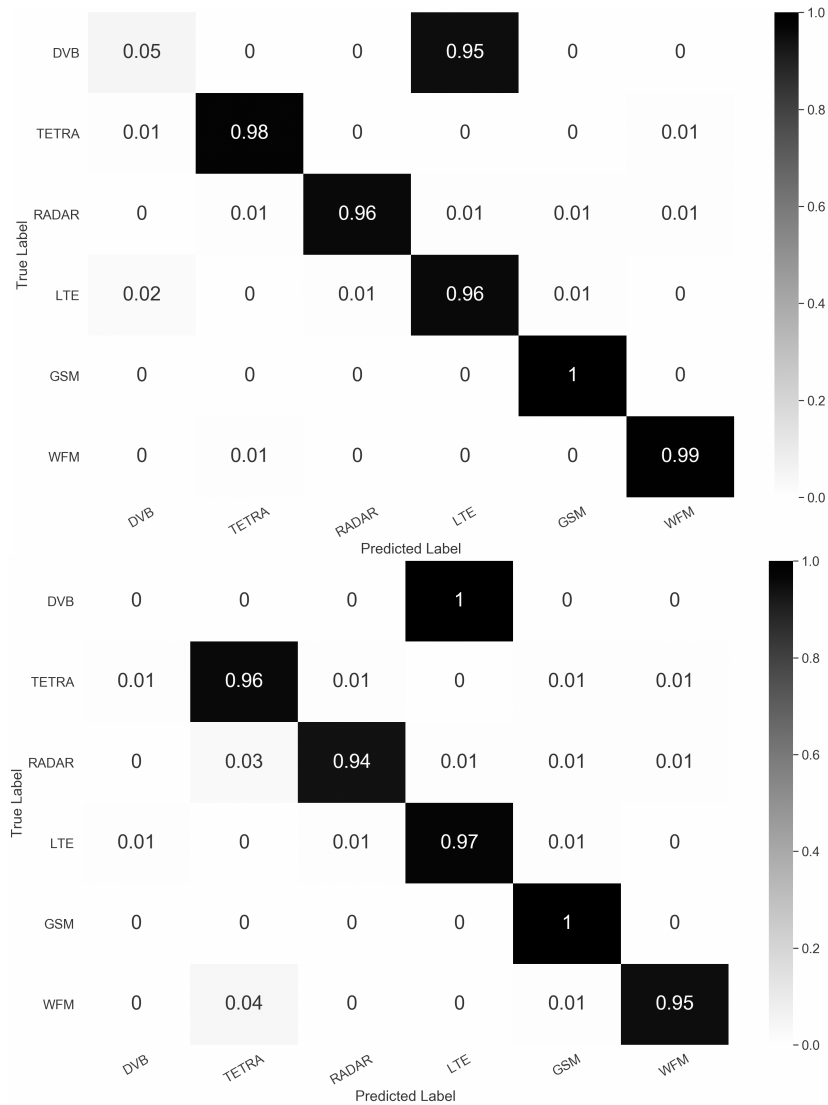 1.0
DVB 0.05 0 0 0.95 0 0
TETRA 0.01 0.98 0 0 0 0.01
0.8
RADAR 0 0.01 0.96 0.01 0.01 0.01
0.6
True Label
LTE 0.02 0 0.01 0.96 0.01 0
0.4
GSM 0 0 0 0 1 0
0.2
WFM 0 0.01 0 0 0 0.99
0.0
DVB TETRA RADAR LTE GSM WFM
Predicted Label
1.0
DVB 0 0 0 1 0 0
TETRA 0.01 0.96 0.01 0 0.01 0.01
0.8
RADAR 0 0.03 0.94 0.01 0.01 0.01
0.6
True Label
LTE 0.01 0 0.01 0.97 0.01 0
0.4
GSM 0 0 0 0 1 0
0.2
WFM 0 0.04 0 0 0.01 0.95
0.0
DVB TETRA RADAR LTE GSM WFM
Predicted Label